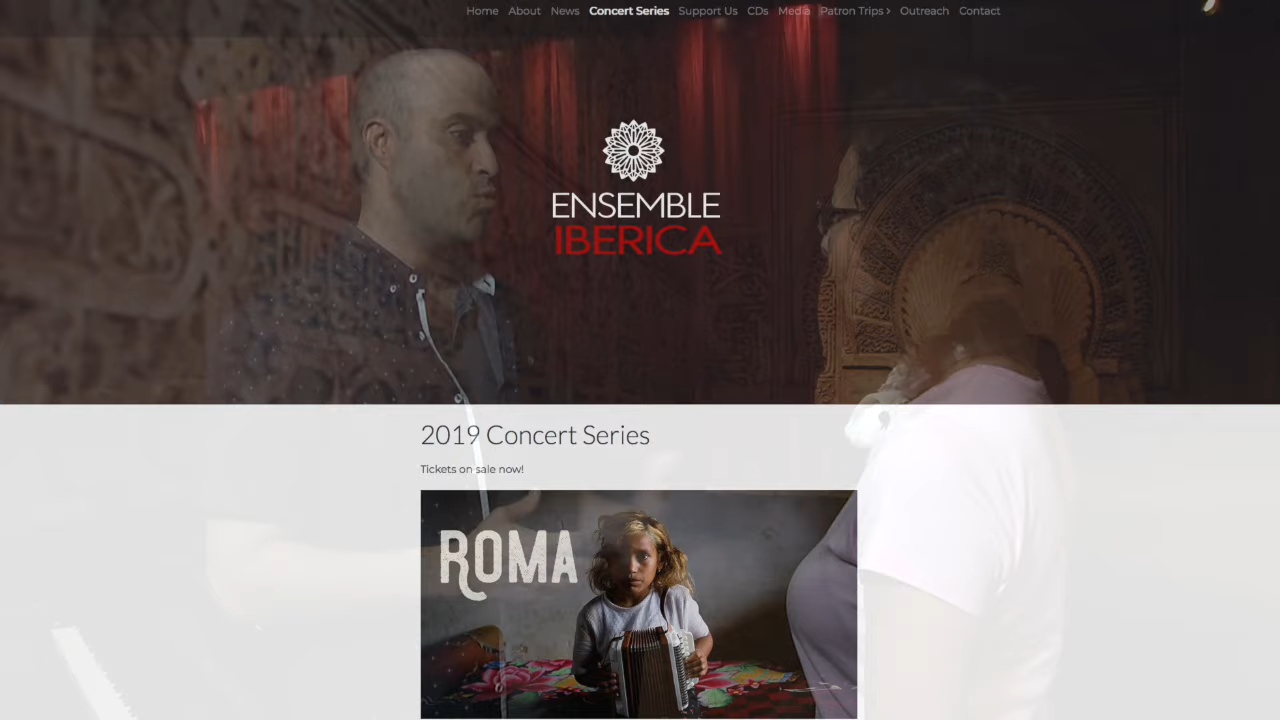 Home About News Concert Series Support Us CDs Media Patron Trips › Outreach Contact
ENSEMBLE
IBERICA
2019 Concert Series
Tickets on sale now!
ROMA